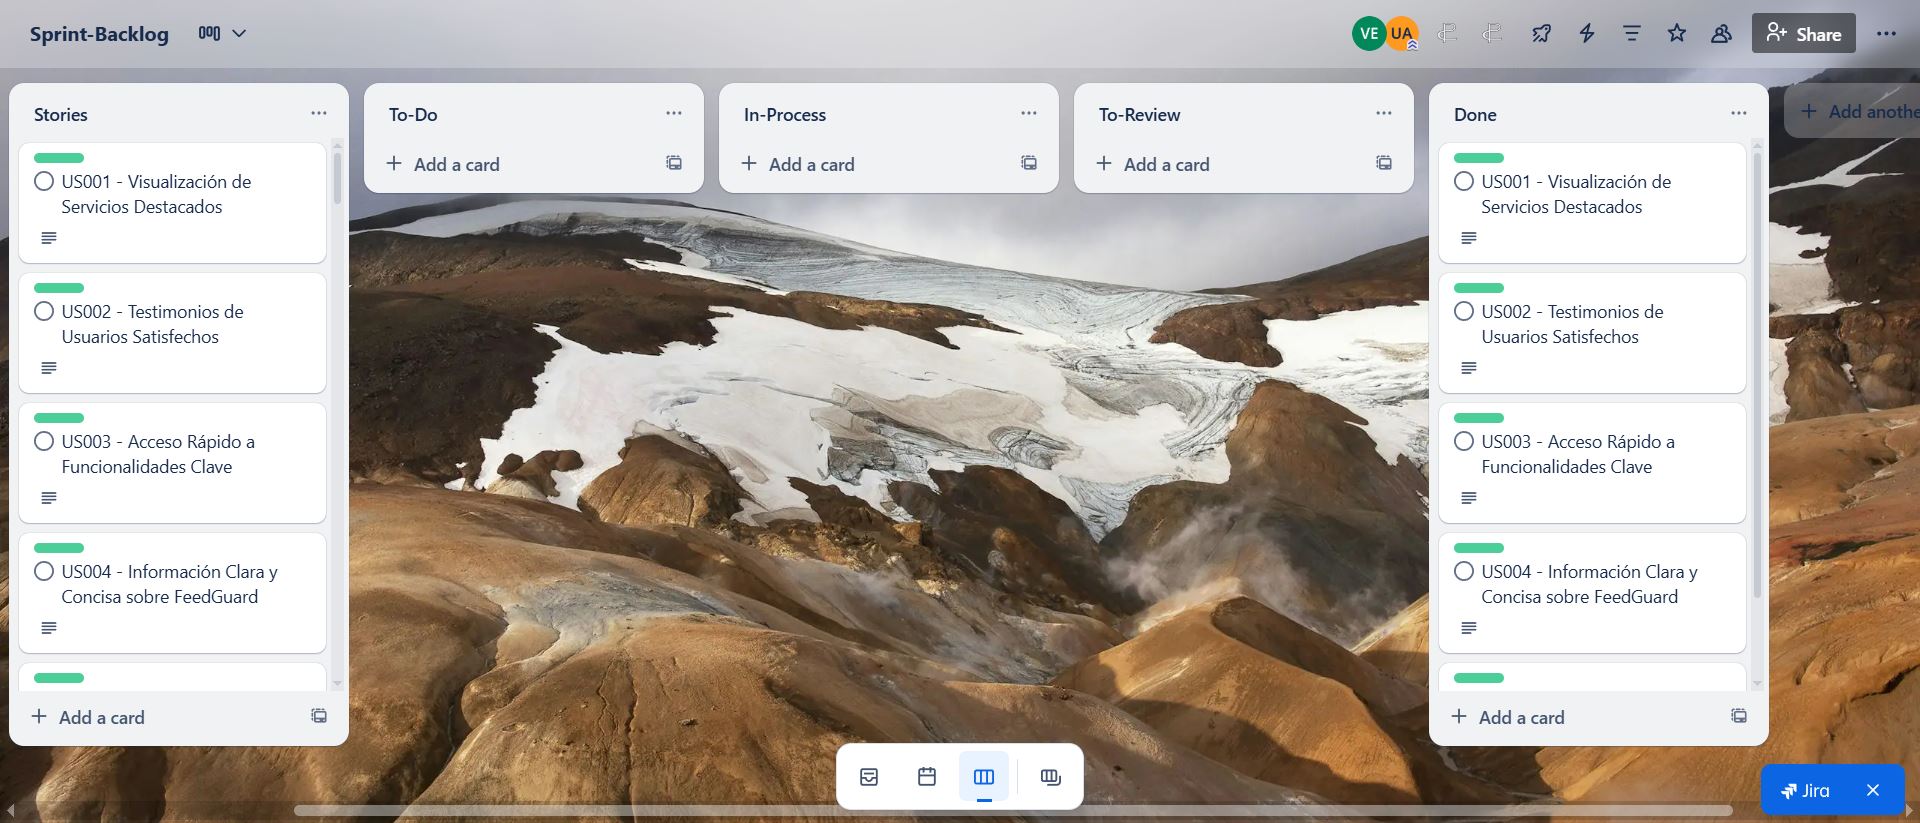 Sprint-Backlog
VE
UA
Share
Stories
US001 - Visualización de
Servicios Destacados
US002 - Testimonios de
Usuarios Satisfechos
US003 - Acceso Rápido a
Funcionalidades Clave
US004 - Información Clara y
Concisa sobre FeedGuard
Add a card
To-Do
Add a card
In-Process
Add a card
To-Review
Add a card
Done
US001 - Visualización de
Servicios Destacados
US002 - Testimonios de
Usuarios Satisfechos
US003 - Acceso Rápido a
Funcionalidades Clave
US004 - Información Clara y
Concisa sobre FeedGuard
Add a card
Add anothe
Jira